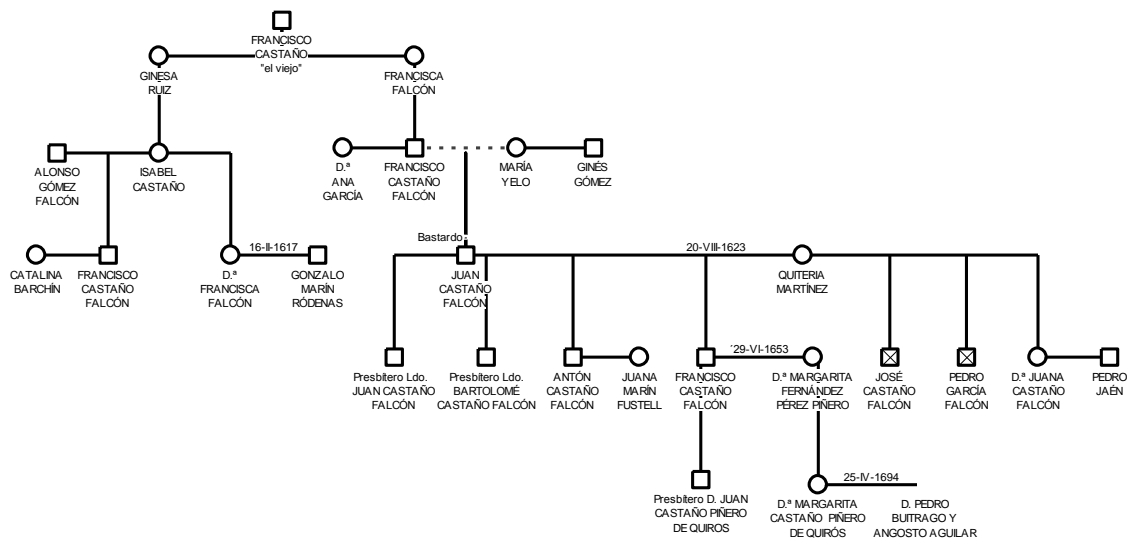 FRANCISCO
CASTAÑO
"el viejo"
GINESA
RUIZ
FRANCISCA
FALCÓN
ALONSO
GÓMEZ
FALCÓN
ISABEL
CASTAÑO
D.ª
ANA
GARCÍA
FRANCISCO
CASTAÑO
FALCÓN
MARÍA
YELO
GINÉS
GÓMEZ
Bastardo
16-II-1617
20-VIII-1623
CATALINA
BARCHÍN
FRANCISCO
CASTAÑO
FALCÓN
D.ª
FRANCISCA
FALCÓN
GONZALO
MARÍN
RÓDENAS
JUAN
CASTAÑO
FALCÓN
QUITERIA
MARTÍNEZ
29-VI-1653
Presbítero Ldo.
JUAN CASTAÑO
FALCÓN
Presbítero Ldo.
BARTOLOMÉ
CASTAÑO FALCÓN
ANTÓN
CASTAÑO
FALCÓN
JUANA
MARÍN
FUSTELL
FRANCISCO
CASTAÑO
FALCÓN
D.ª MARGARITA
FERNÁNDEZ
PÉREZ PIÑERO
JOSÉ
CASTAÑO
FALCÓN
PEDRO
GARCÍA
FALCÓN
D.ª JUANA
CASTAÑO
FALCÓN
PEDRO
JAÉN
25-IV-1694
Presbítero D. JUAN
CASTAÑO PIÑERO
DE QUIROS
D.ª MARGARITA
CASTAÑO PIÑERO
DE QUIRÓS
D. PEDRO
BUITRAGO Y
ANGOSTO AGUILAR